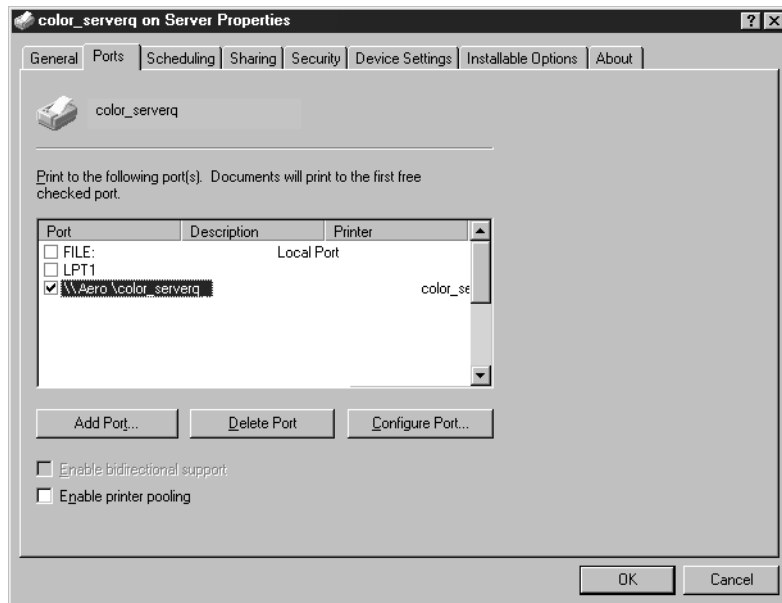 color_serverq on Server Properties
General Ports Scheduling Sharing Security Device Settings Installable Options About
color_serverq
Print to the following port(s). Documents will print to the first free
checked port.
Port Description Printer
FILE: Local Port
LPT1
\\Aero \color_serverq color_se
Add Port... Delete Port Configure Port...
Enable bidirectional support
Enable printer pooling
OK Cancel